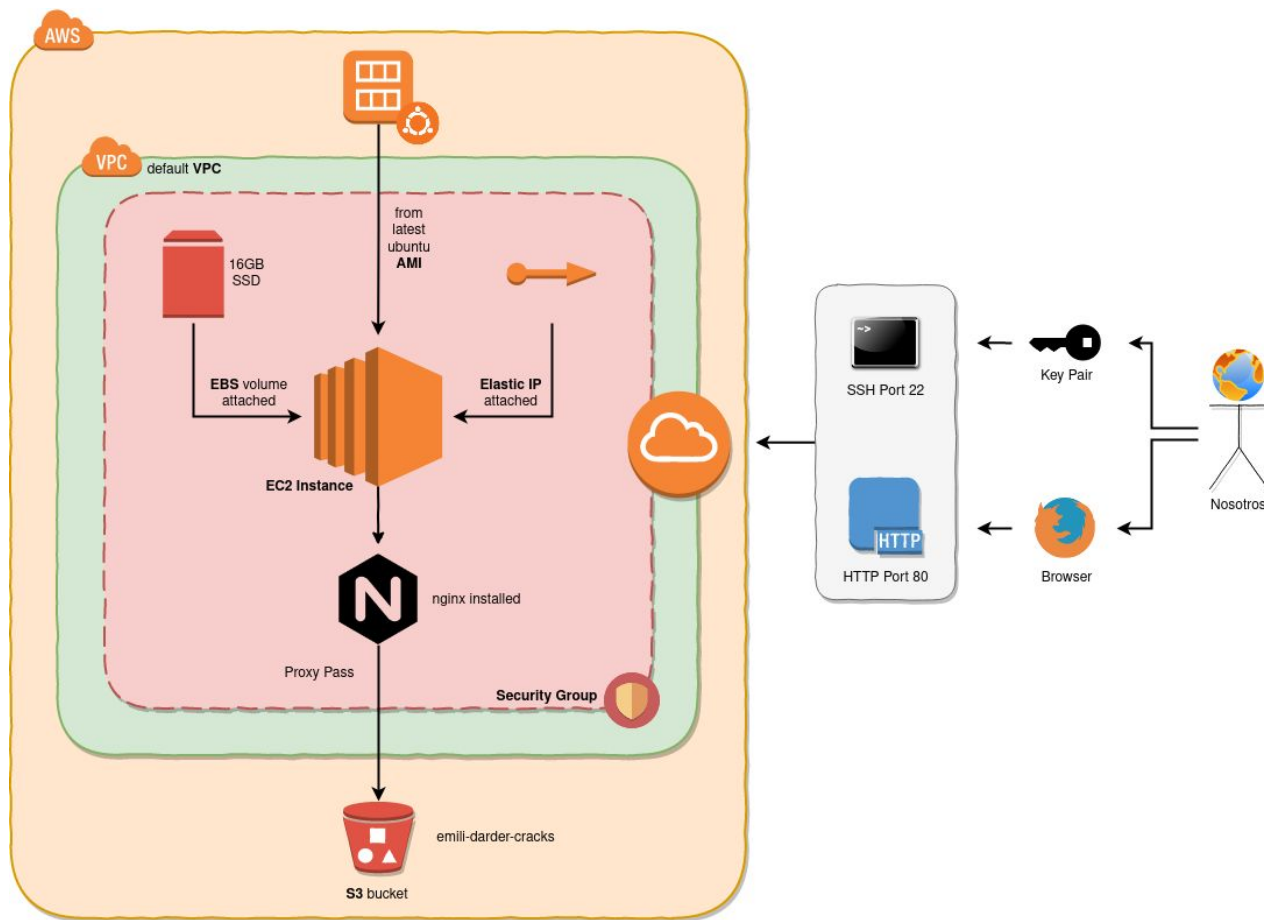 AWS
VPC
default VPC
from
latest
ubuntu
AMI
16GB
SSD
EBS volume
attached
Elastic IP
attached
EC2 Instance
nginx installed
Proxy Pass
Security Group
emili-darder-cracks
S3 bucket
~>
SSH Port 22
HTTP
HTTP Port 80
Key Pair
Browser
Nosotros